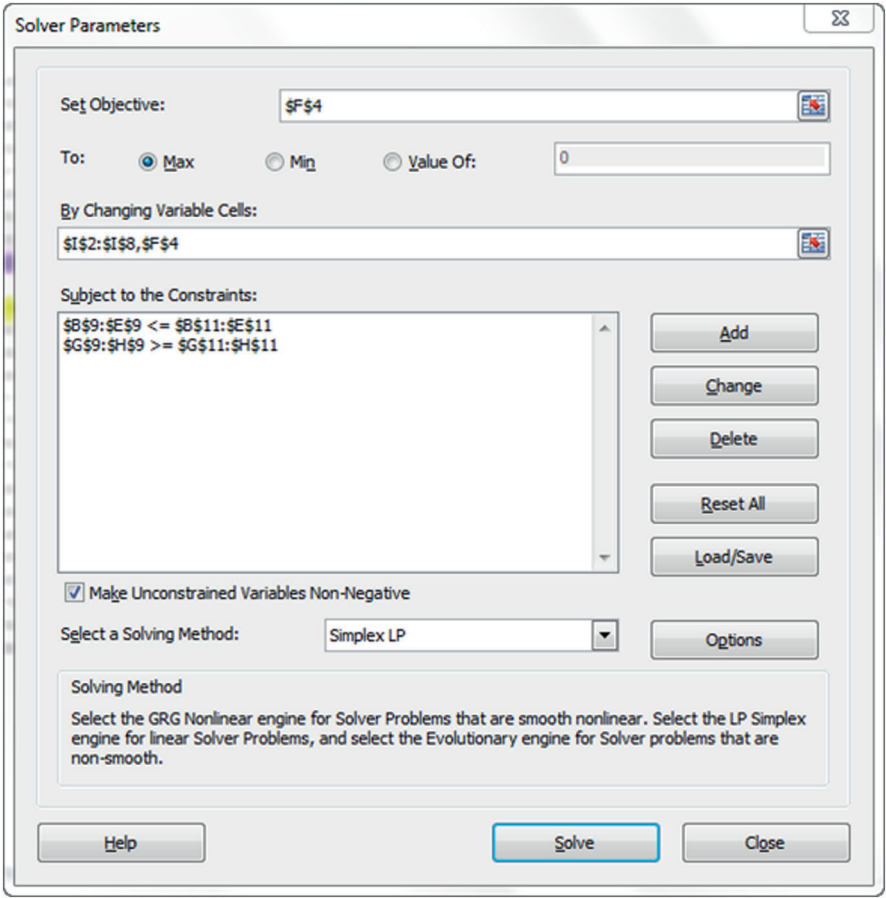 Solver Parameters
Set Objective: $F$4
To: Max Min Value Of: 0
By Changing Variable Cells:
$I$2:$I$8,$F$4
Subject to the Constraints:
$B$9:$E$9 <= $B$11:$E$11
$G$9:$H$9 >= $G$11:$H$11
Add
Change
Delete
Reset All
Load/Save
Make Unconstrained Variables Non-Negative
Select a Solving Method: Simplex LP Options
Solving Method
Select the GRG Nonlinear engine for Solver Problems that are smooth nonlinear. Select the LP Simplex
engine for linear Solver Problems, and select the Evolutionary engine for Solver problems that are
non-smooth.
Help Solve Close